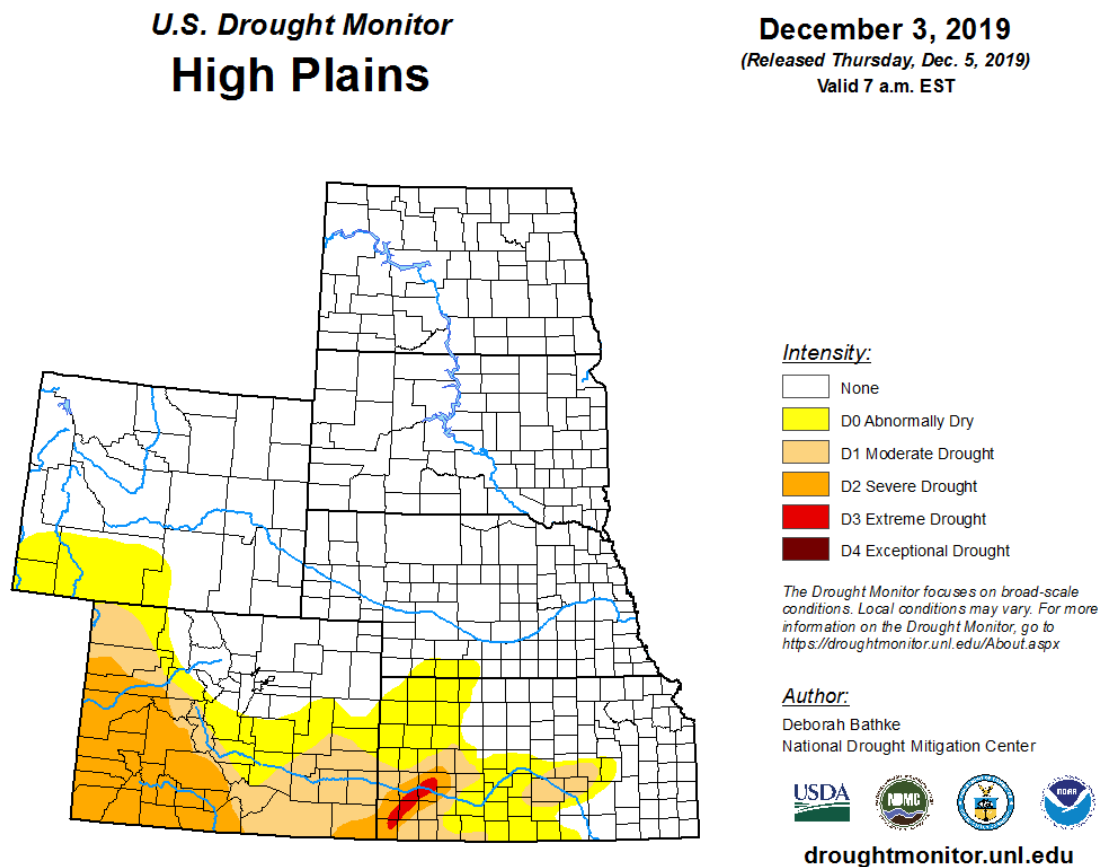 U.S. Drought Monitor
High Plains
December 3, 2019
(Released Thursday, Dec. 5, 2019)
Valid 7 a.m. EST
Intensity:
None
D0 Abnormally Dry
D1 Moderate Drought
D2 Severe Drought
D3 Extreme Drought
D4 Exceptional Drought
The Drought Monitor focuses on broad-scale
conditions. Local conditions may vary. For more
information on the Drought Monitor, go to
https://droughtmonitor.unl.edu/About.aspx
Author:
Deborah Bathke
National Drought Mitigation Center
USDA
NDMC
NOAA
droughtmonitor.unl.edu